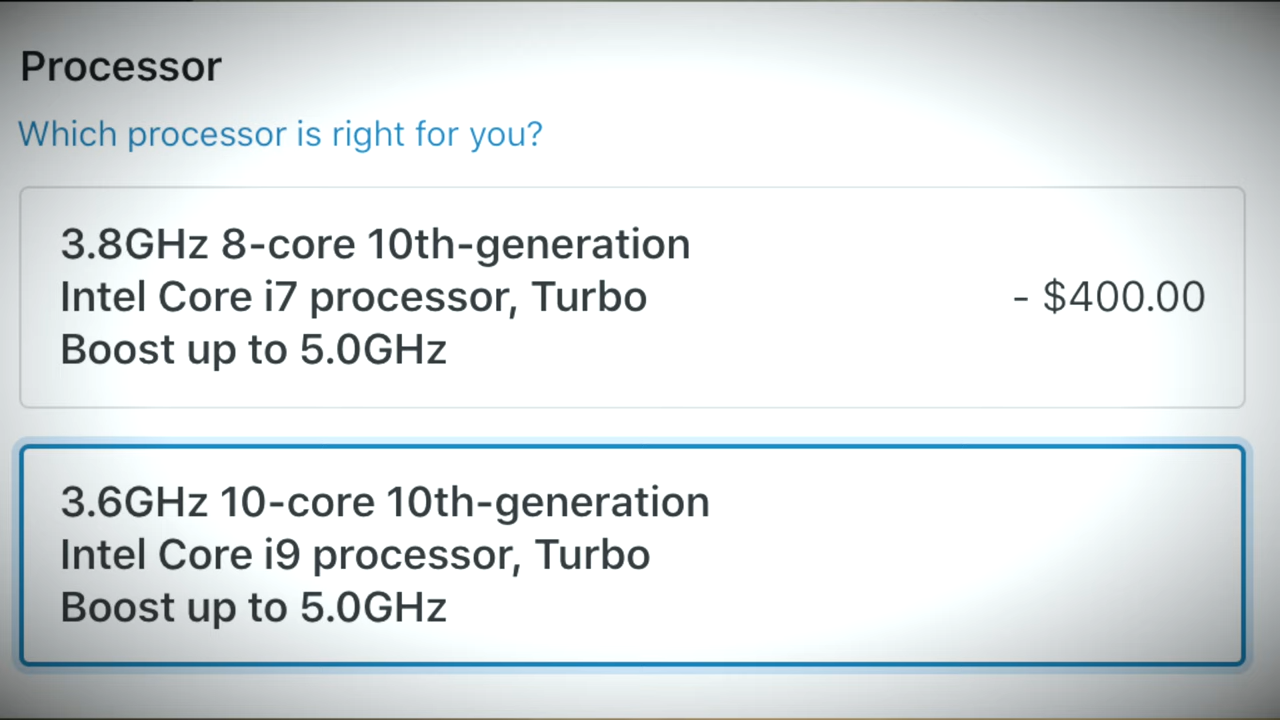 Processor
Which processor is right for you?
3.8GHz 8-core 10th-generation
Intel Core i7 processor, Turbo
Boost up to 5.0GHz
- $400.00
3.6GHz 10-core 10th-generation
Intel Core i9 processor, Turbo
Boost up to 5.0GHz